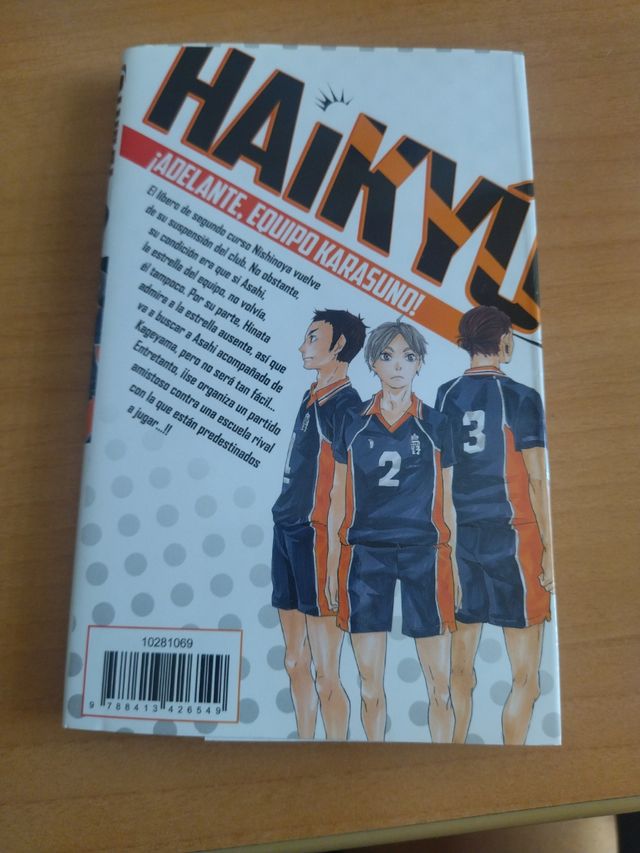 HAiKYÛ
¡ADELANTE, EQUIPO KARASUNO!
El líbero de segundo curso Nishinoya vuelve
de su suspensión del club. No obstante,
su condición era que si Asahi,
la estrella del equipo, no volvía,
él tampoco. Por su parte, Hinata
admira a la estrella ausente, así que
va a buscar a Asahi acompañado de
Kageyama, pero no será tan fácil...
Entretanto, ¡¡se organiza un partido
amistoso contra una escuela rival
con la que están predestinados
a jugar...!!
1
2
3
10281069
9 788413 426549